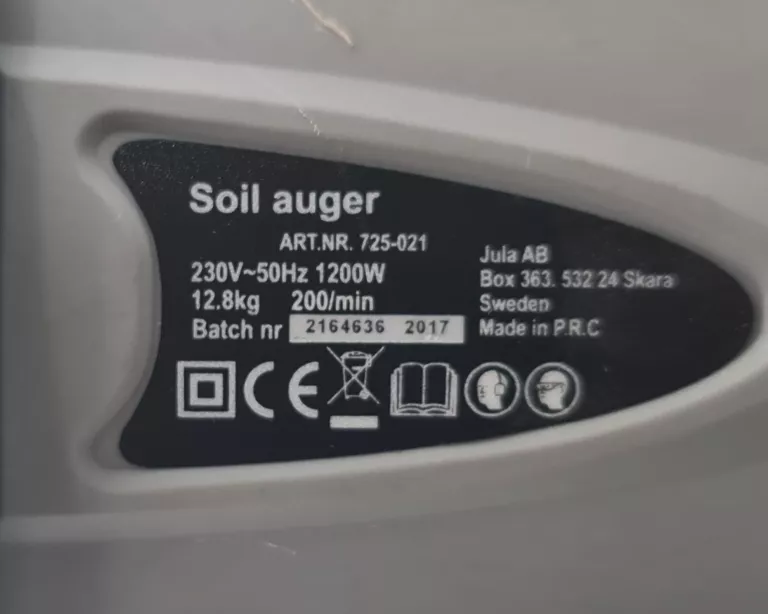 Soil auger
ART.NR. 725-021
230V~50Hz 1200W
12.8kg 200/min
Batch nr 2164636 2017
Jula AB
Box 363. 532 24 Skara
Sweden
Made in P.R.C
CE